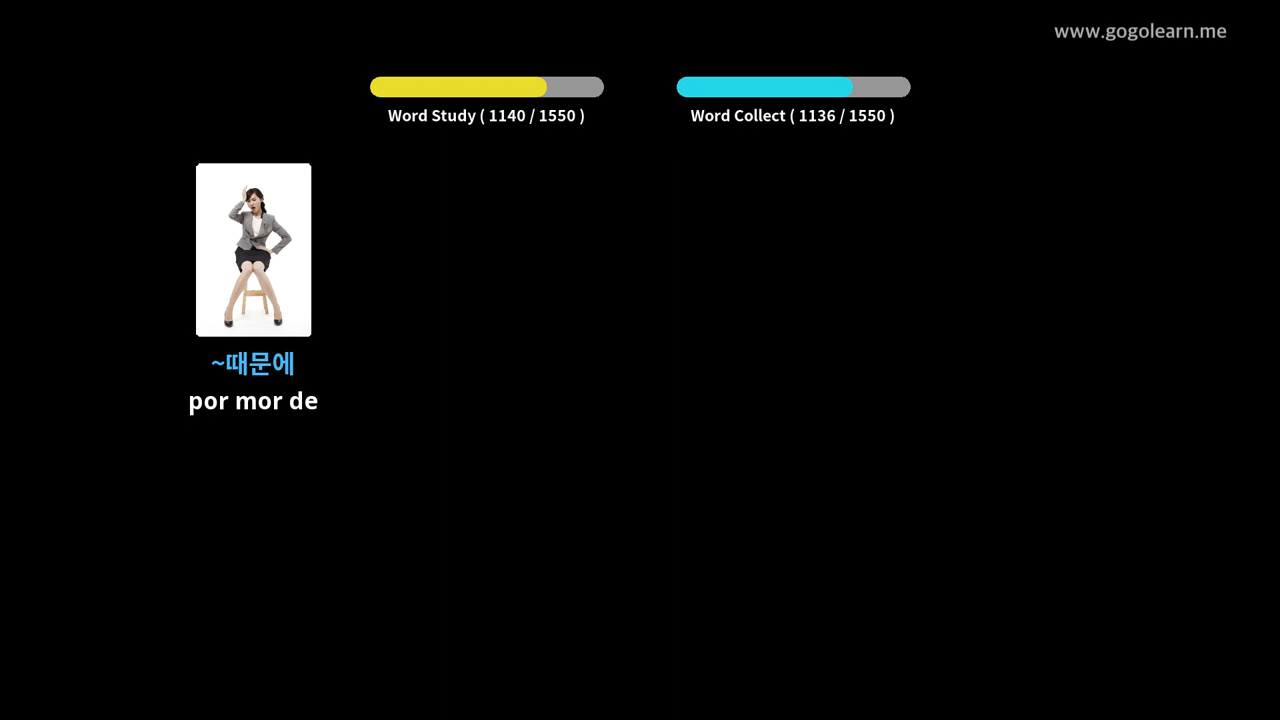 www.gogolearn.me
Word Study ( 1140 / 1550 )
Word Collect ( 1136 / 1550 )
~때문에
por mor de